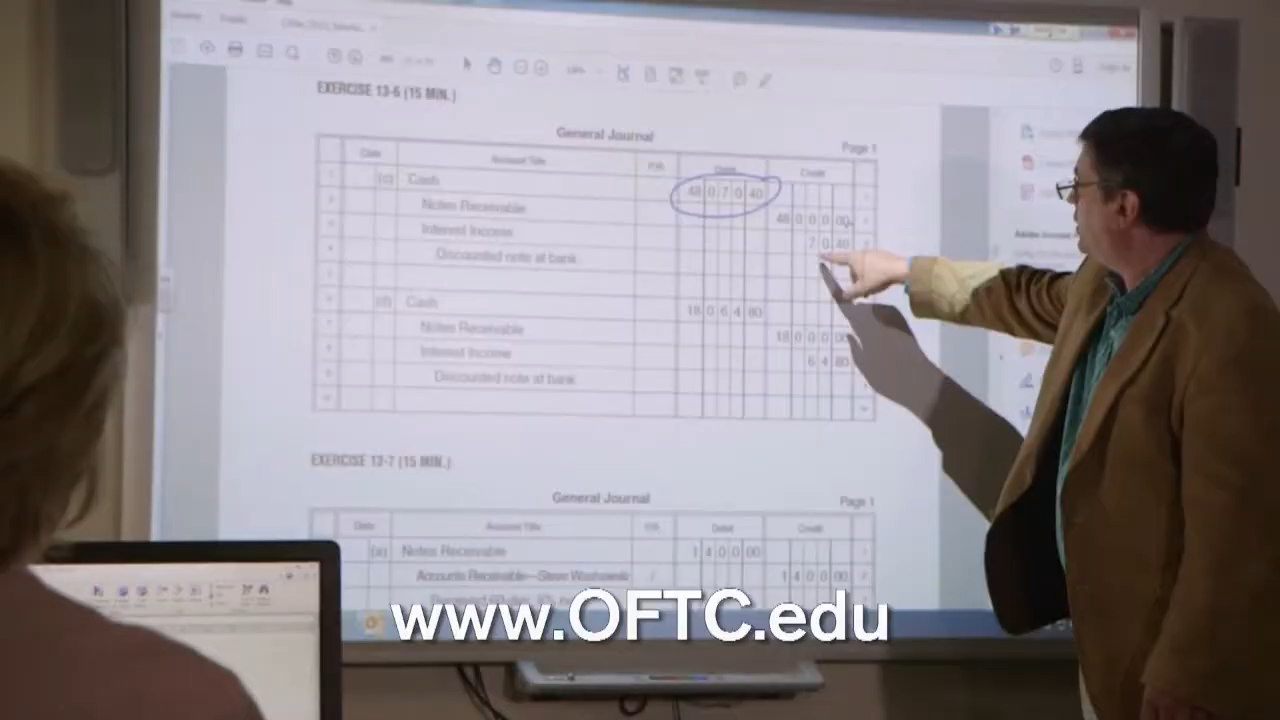 EXERCISE 13-6 (15 MIN.)
General Journal
Page 1
Date Account Title P/R Debit Credit
(c) Cash 48 0 7 0 40
Notes Receivable 48 0 0 0 00
Interest Income 7 0 40
Discounted note at bank
(d) Cash 18 0 6 4 80
Notes Receivable 18 0 0 0 00
Interest Income 6 4 80
Discounted note at bank
EXERCISE 13-7 (15 MIN.)
General Journal
Page 1
Date Account Title P/R Debit Credit
(a) Notes Receivable 1 4 0 0 00
Accounts Receivable—Steer 1 4 0 0 00
www.OFTC.edu